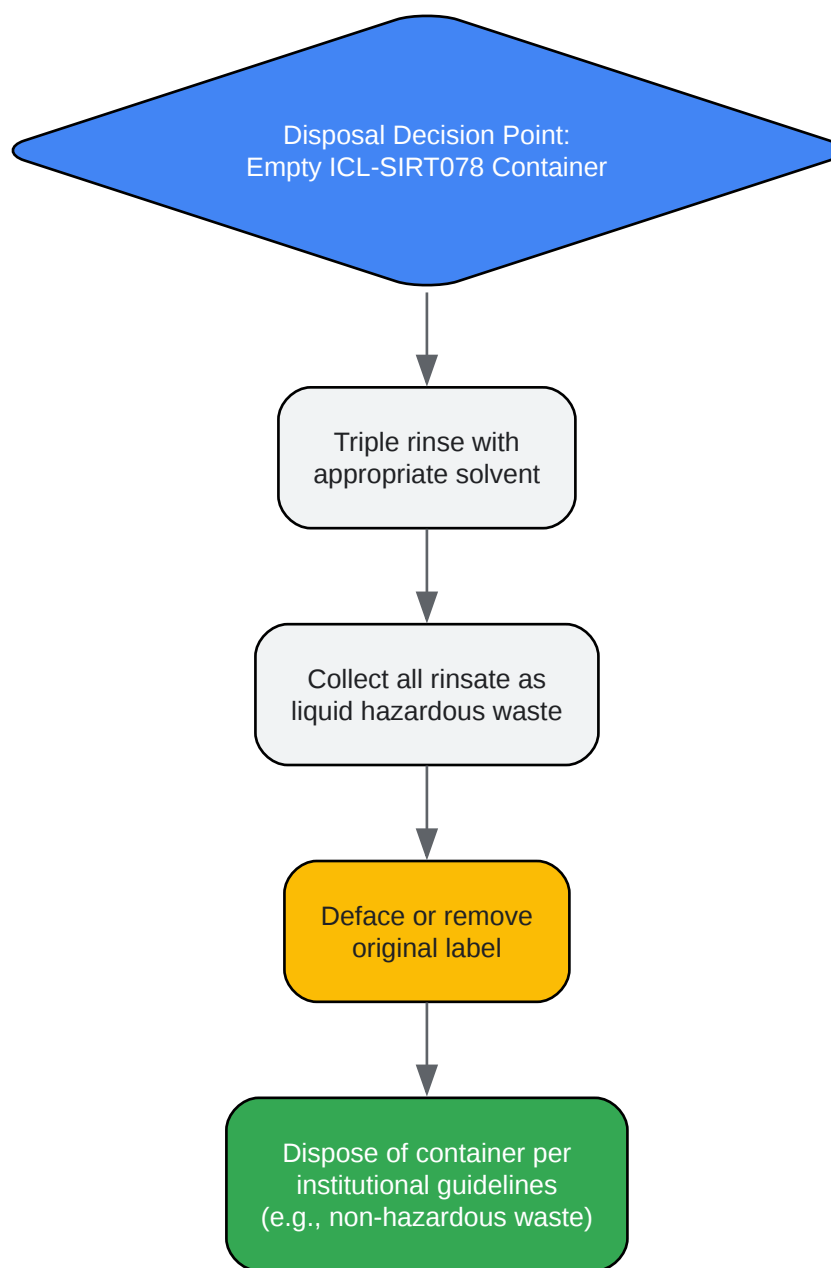 Disposal Decision Point:
Empty ICL-SIRT078 Container
Triple rinse with
appropriate solvent
Collect all rinsate as
liquid hazardous waste
Deface or remove
original label
Dispose of container per
institutional guidelines
(e.g., non-hazardous waste)